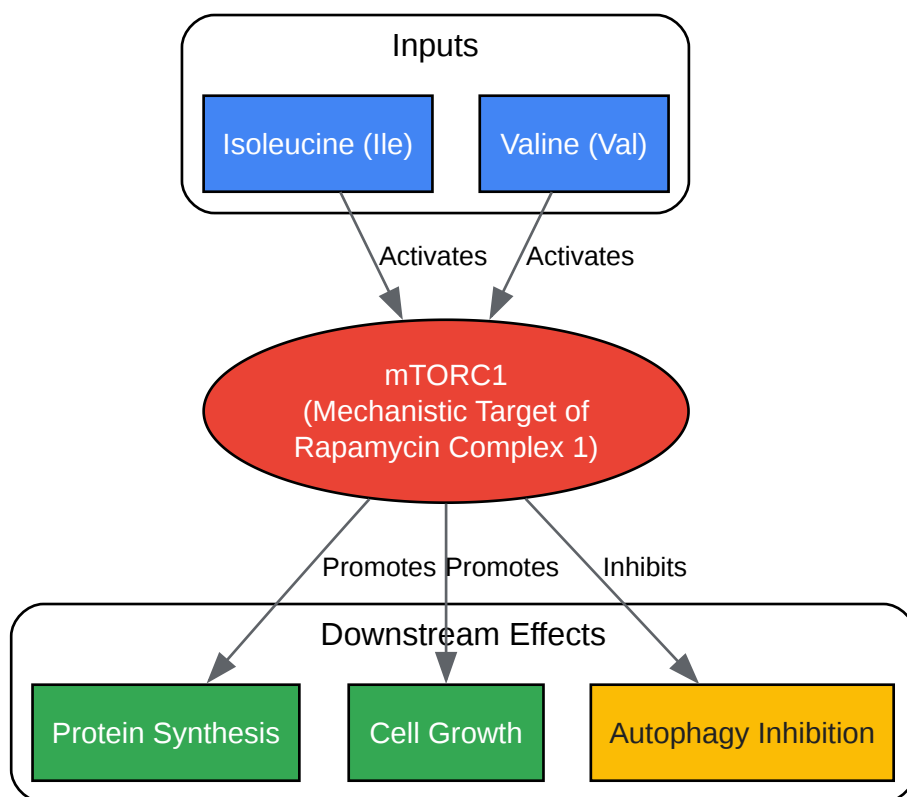 Inputs
Isoleucine (Ile)
Valine (Val)
Activates
Activates
mTORC1
(Mechanistic Target of
Rapamycin Complex 1)
Promotes
Promotes
Inhibits
Downstream Effects
Protein Synthesis
Cell Growth
Autophagy Inhibition